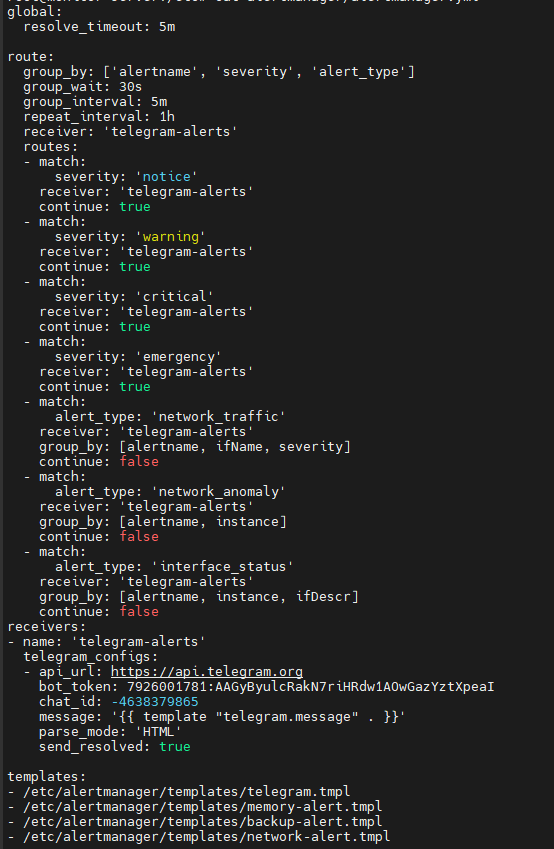 global:
  resolve_timeout: 5m

route:
  group_by: ['alertname', 'severity', 'alert_type']
  group_wait: 30s
  group_interval: 5m
  repeat_interval: 1h
  receiver: 'telegram-alerts'
  routes:
  - match:
      severity: 'notice'
    receiver: 'telegram-alerts'
    continue: true
  - match:
      severity: 'warning'
    receiver: 'telegram-alerts'
    continue: true
  - match:
      severity: 'critical'
    receiver: 'telegram-alerts'
    continue: true
  - match:
      severity: 'emergency'
    receiver: 'telegram-alerts'
    continue: true
  - match:
      alert_type: 'network_traffic'
    receiver: 'telegram-alerts'
    group_by: [alertname, ifName, severity]
    continue: false
  - match:
      alert_type: 'network_anomaly'
    receiver: 'telegram-alerts'
    group_by: [alertname, instance]
    continue: false
  - match:
      alert_type: 'interface_status'
    receiver: 'telegram-alerts'
    group_by: [alertname, instance, ifDescr]
    continue: false
receivers:
- name: 'telegram-alerts'
  telegram_configs:
  - api_url: https://api.telegram.org
    bot_token: 7926001781:AAGyByulcRakN7riHRdw1AOwGazYztXpeaI
    chat_id: -4638379865
    message: '{{ template "telegram.message" . }}'
    parse_mode: 'HTML'
    send_resolved: true

templates:
- /etc/alertmanager/templates/telegram.tmpl
- /etc/alertmanager/templates/memory-alert.tmpl
- /etc/alertmanager/templates/backup-alert.tmpl
- /etc/alertmanager/templates/network-alert.tmpl